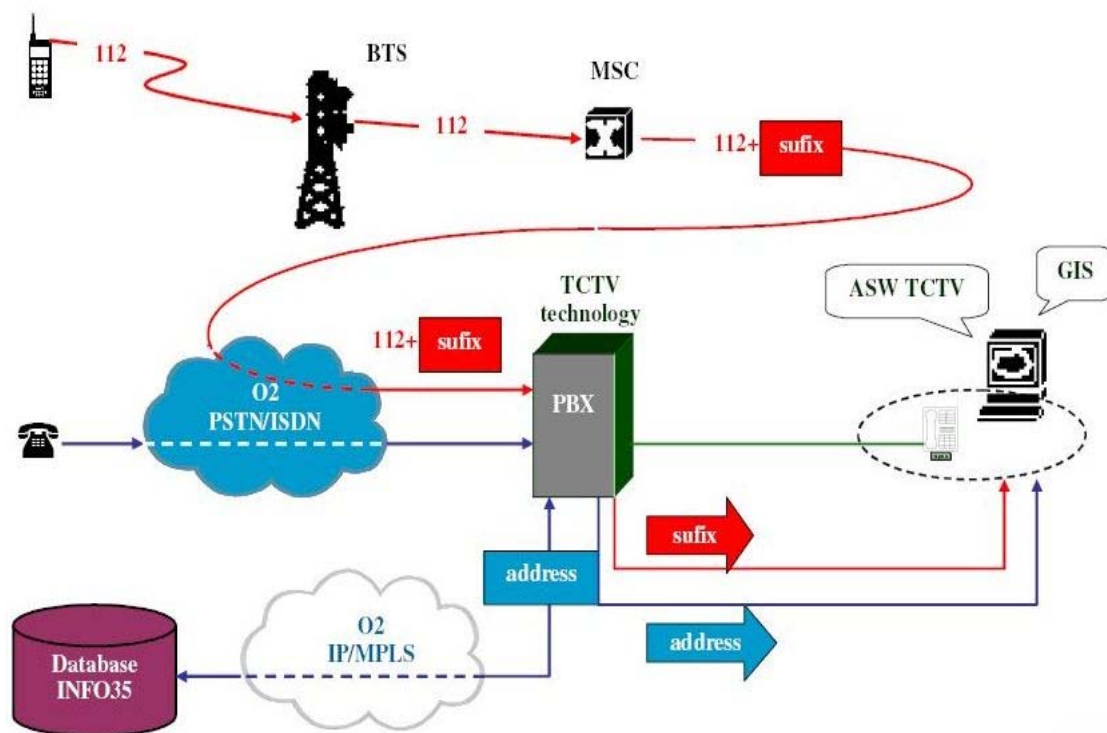 112
BTS
112
MSC
112+
sufix
TCTV
technology
ASW TCTV
GIS
112+
sufix
O2
PSTN/ISDN
PBX
sufix
address
address
O2
IP/MPLS
Database
INFO35